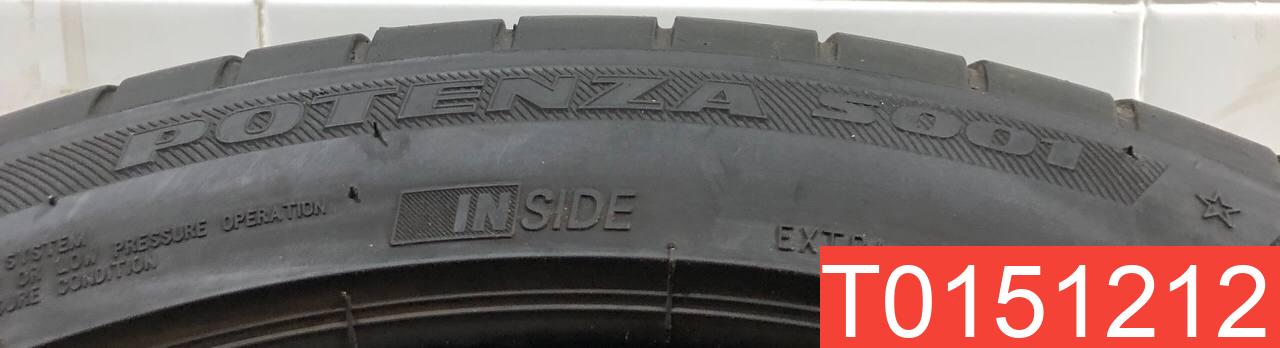 POTENZA S001
INSIDE
SYSTEM
OR LOW PRESSURE OPERATION
CONDITION
T0151212